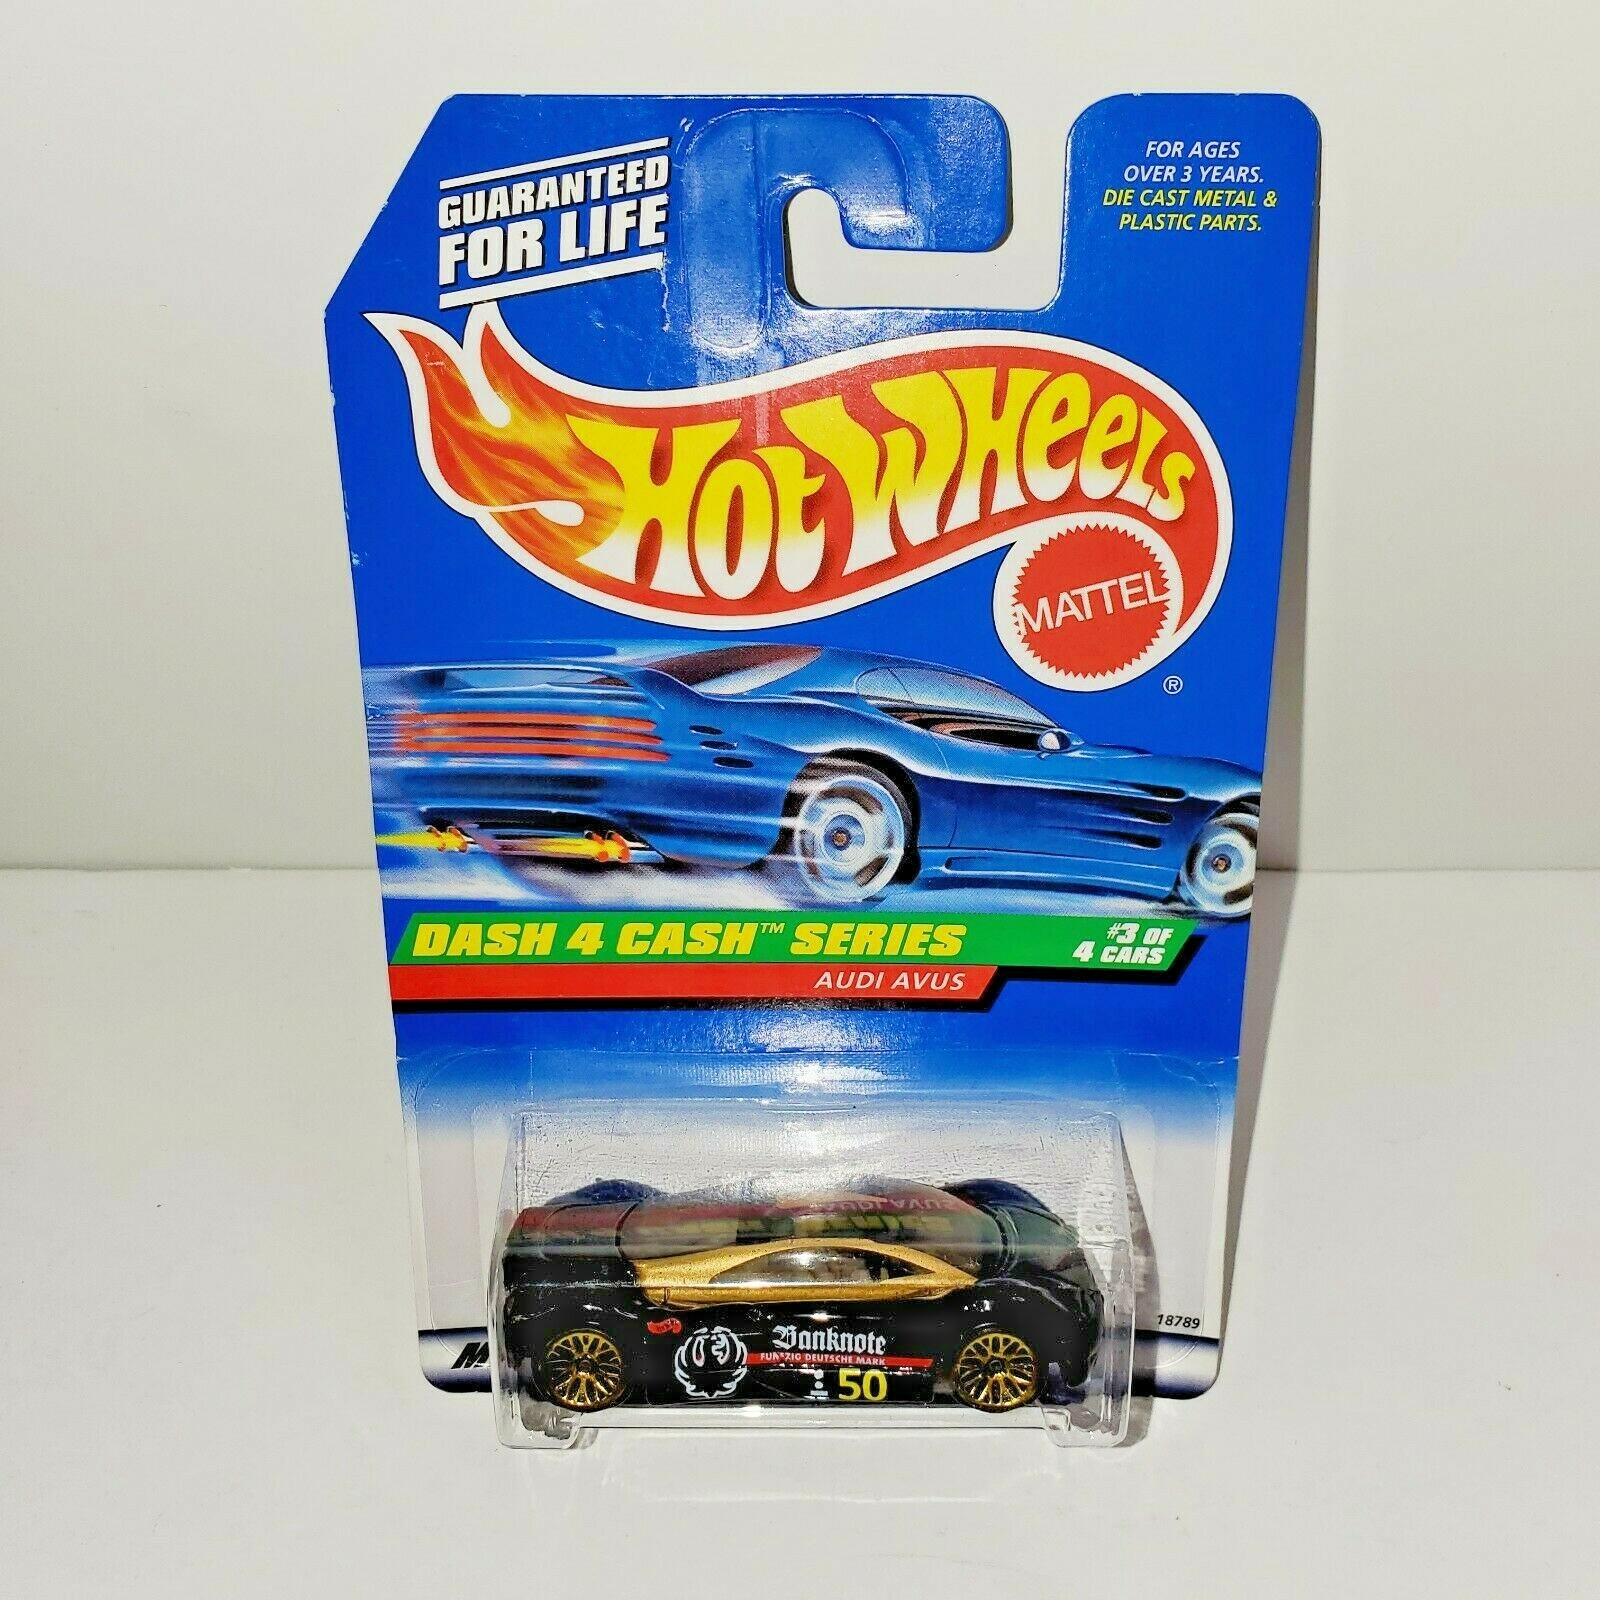 GUARANTEED
FOR LIFE
FOR AGES
OVER 3 YEARS.
DIE CAST METAL &
PLASTIC PARTS.
HOT WHEELS
MATTEL
®
DASH 4 CASH™ SERIES
#3 OF
4 CARS
AUDI AVUS
18789
M
Banknote
FUNFZIG DEUTSCHE MARK
50